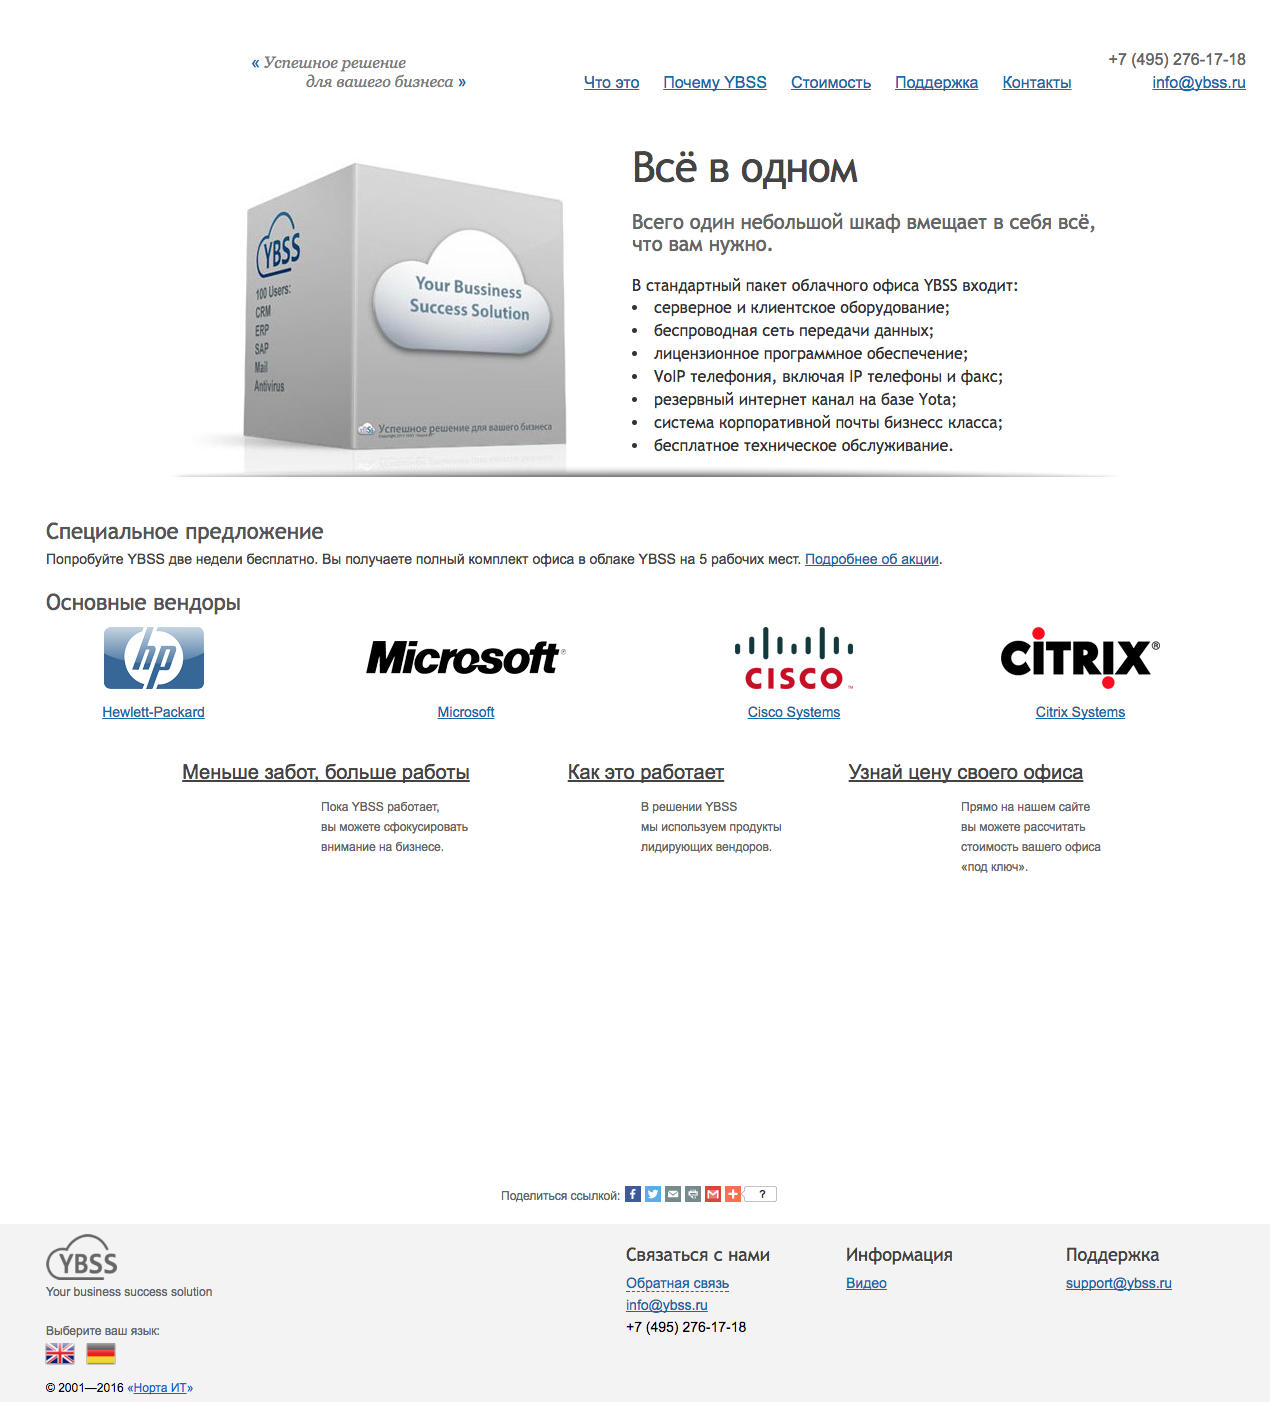 « Успешное решение
для вашего бизнеса »
Что это Почему YBSS Стоимость Поддержка Контакты
+7 (495) 276-17-18
info@ybss.ru
YBSS
100 Users:
CRM
ERP
SAP
Mail
Antivirus
Your Bussiness
Success Solution
Успешное решение для вашего бизнеса
Всё в одном
Всего один небольшой шкаф вмещает в себя всё,
что вам нужно.
В стандартный пакет облачного офиса YBSS входит:
• серверное и клиентское оборудование;
• беспроводная сеть передачи данных;
• лицензионное программное обеспечение;
• VoIP телефония, включая IP телефоны и факс;
• резервный интернет канал на базе Yota;
• система корпоративной почты бизнесс класса;
• бесплатное техническое обслуживание.
Специальное предложение
Попробуйте YBSS две недели бесплатно. Вы получаете полный комплект офиса в облаке YBSS на 5 рабочих мест. Подробнее об акции.
Основные вендоры
hp
Microsoft®
CISCO™
CITRIX®
Hewlett-Packard
Microsoft
Cisco Systems
Citrix Systems
Меньше забот, больше работы
Пока YBSS работает,
вы можете сфокусировать
внимание на бизнесе.
Как это работает
В решении YBSS
мы используем продукты
лидирующих вендоров.
Узнай цену своего офиса
Прямо на нашем сайте
вы можете рассчитать
стоимость вашего офиса
«под ключ».
Поделиться ссылкой: ?
YBSS
Your business success solution
Выберите ваш язык:
© 2001—2016 «Норта ИТ»
Связаться с нами
Обратная связь
info@ybss.ru
+7 (495) 276-17-18
Информация
Видео
Поддержка
support@ybss.ru